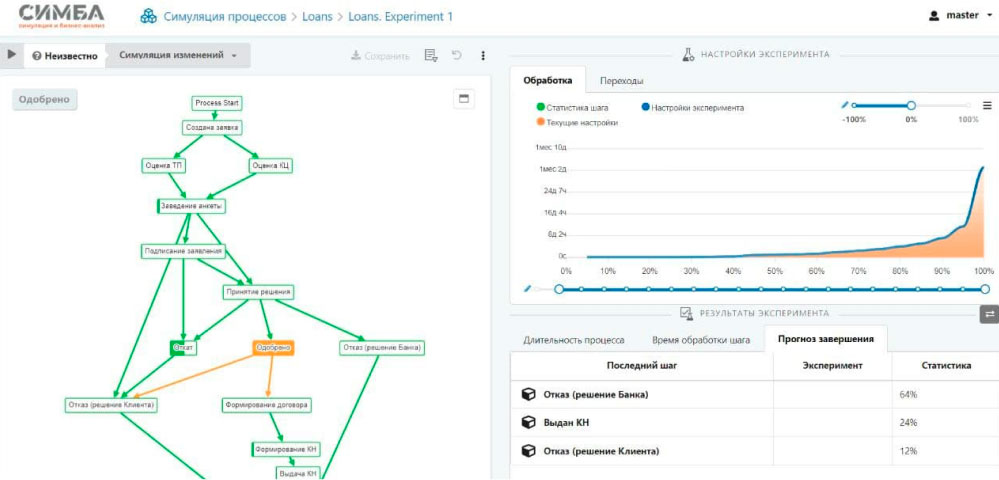 СИМБА
симуляция и бизнес-анализ
Симуляция процессов > Loans > Loans. Experiment 1
master
Неизвестно
Симуляция изменений
Сохранить
Одобрено
Process Start
Создана заявка
Оценка ТП
Оценка КЦ
Заведение анкеты
Подписание заявления
Принятие решения
Откат
Одобрено
Отказ (решение Банка)
Отказ (решение Клиента)
Формирование договора
Формирование КН
Выдача КН
НАСТРОЙКИ ЭКСПЕРИМЕНТА
Обработка
Переходы
Статистика шага
Настройки эксперимента
Текущие настройки
-100%
0%
100%
1мес 10д
1мес 2д
24д 7ч
16д 4ч
8д 2ч
0с
0% 10% 20% 30% 40% 50% 60% 70% 80% 90% 100%
РЕЗУЛЬТАТЫ ЭКСПЕРИМЕНТА
Длительность процесса
Время обработки шага
Прогноз завершения
Последний шаг Эксперимент Статистика
Отказ (решение Банка) 64%
Выдан КН 24%
Отказ (решение Клиента) 12%